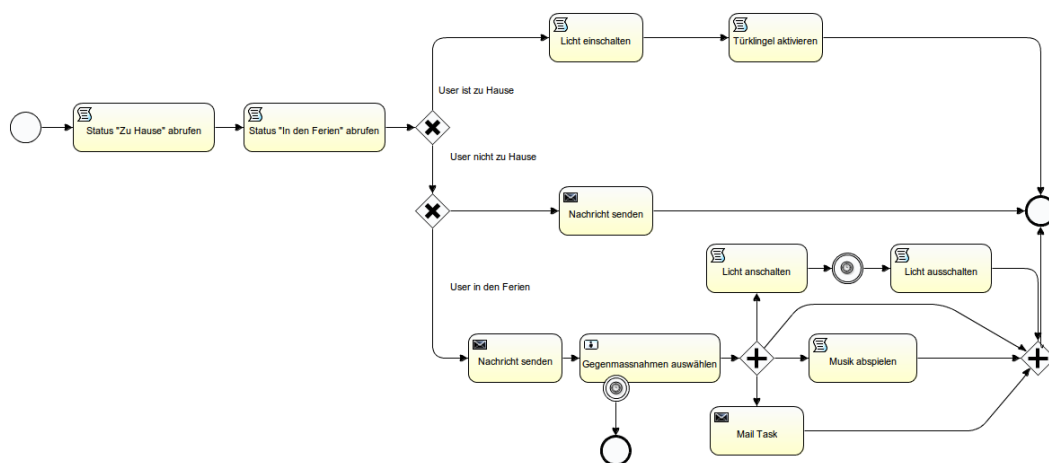 Licht einschalten
Türklingel aktivieren
User ist zu Hause
Status "Zu Hause" abrufen
Status "In den Ferien" abrufen
User nicht zu Hause
Nachricht senden
Licht anschalten
Licht ausschalten
User in den Ferien
Nachricht senden
Gegenmassnahmen auswählen
Musik abspielen
Mail Task